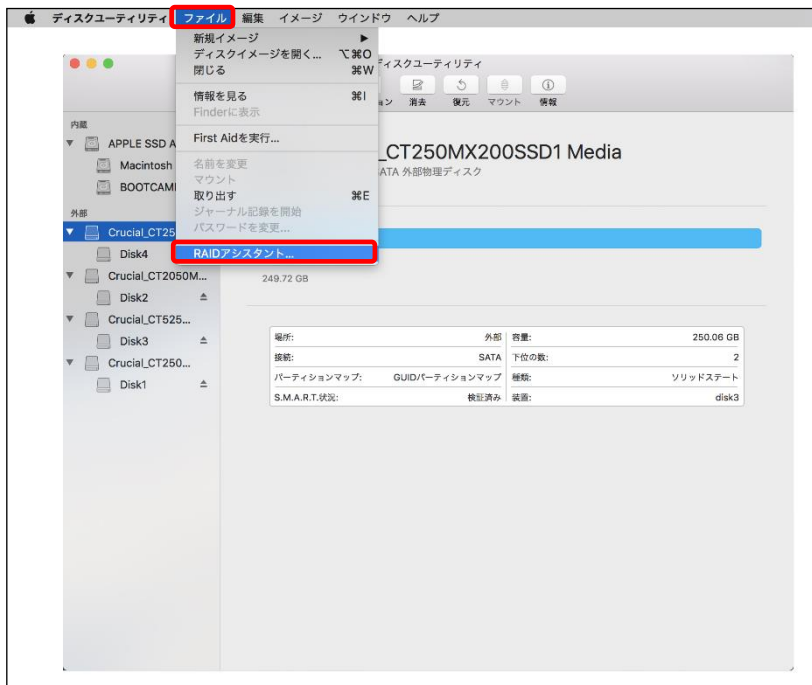 ディスクユーティリティ ファイル 編集 イメージ ウインドウ ヘルプ
新規イメージ
ディスクイメージを開く... ⌥⌘O
閉じる ⌘W
情報を見る ⌘I
Finderに表示
First Aidを実行...
名前を変更
マウント
取り出す ⌘E
ジャーナル記録を開始
パスワードを変更...
RAIDアシスタント...
ディスクユーティリティ
ョン 消去 復元 マウント 情報
内蔵
APPLE SSD A
Macintosh
BOOTCAM
外部
Crucial_CT25
Disk4
Crucial_CT2050M...
Disk2
Crucial_CT525...
Disk3
Crucial_CT250...
Disk1
_CT250MX200SSD1 Media
ATA 外部物理ディスク
249.72 GB
場所: 外部 容量: 250.06 GB
接続: SATA 下位の数: 2
パーティションマップ: GUIDパーティションマップ 種類: ソリッドステート
S.M.A.R.T.状況: 検証済み 装置: disk3